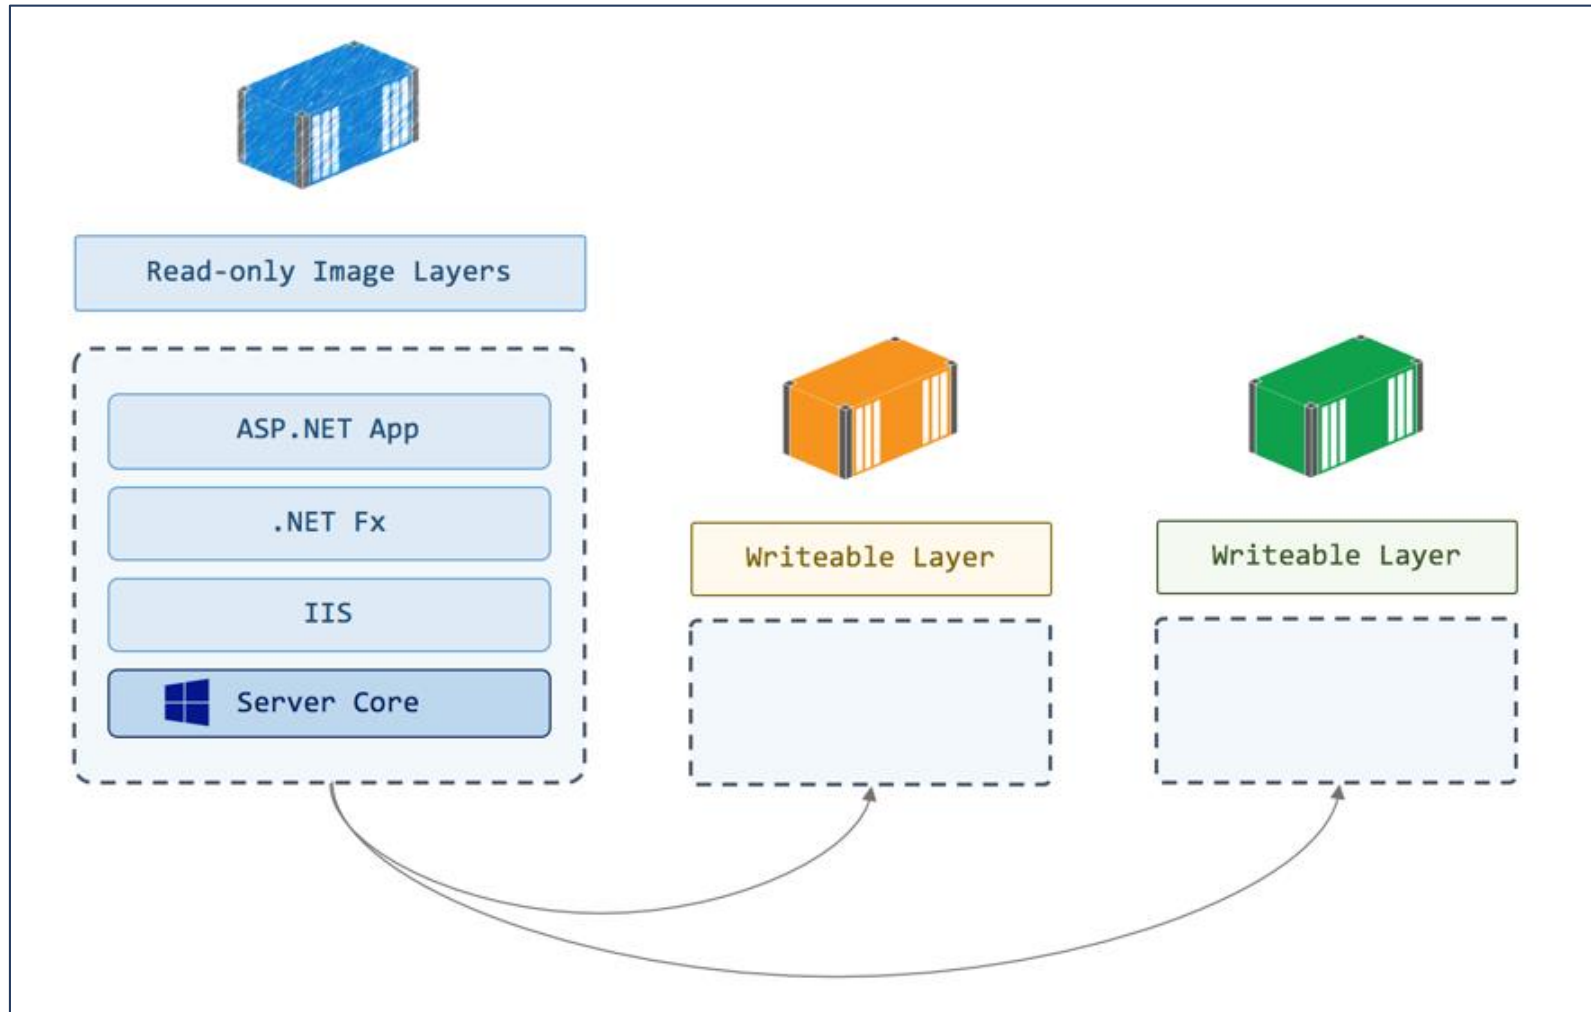 Read-only Image Layers
ASP.NET App
.NET Fx
IIS
Server Core
Writeable Layer
Writeable Layer